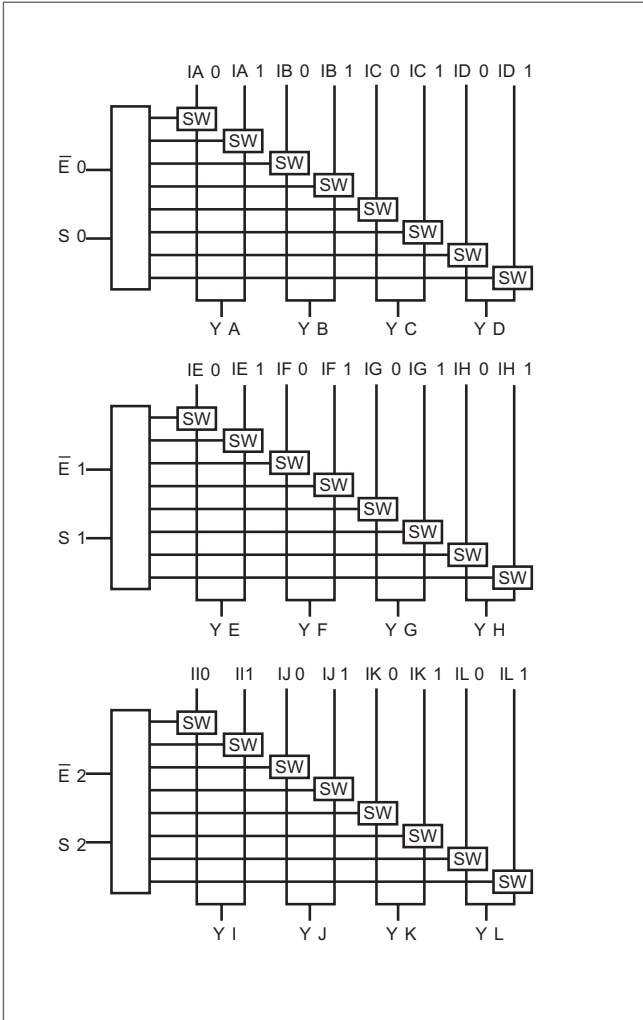 IA 0 IA 1 IB 0 IB 1 IC 0 IC 1 ID 0 ID 1
SW
SW
E̅ 0
SW
SW
SW
S 0
SW
SW
SW
Y A Y B Y C Y D
IE 0 IE 1 IF 0 IF 1 IG 0 IG 1 IH 0 IH 1
SW
SW
E̅ 1
SW
SW
SW
S 1
SW
SW
SW
Y E Y F Y G Y H
II0 II1 IJ 0 IJ 1 IK 0 IK 1 IL 0 IL 1
SW
SW
E̅ 2
SW
SW
SW
S 2
SW
SW
SW
Y I Y J Y K Y L